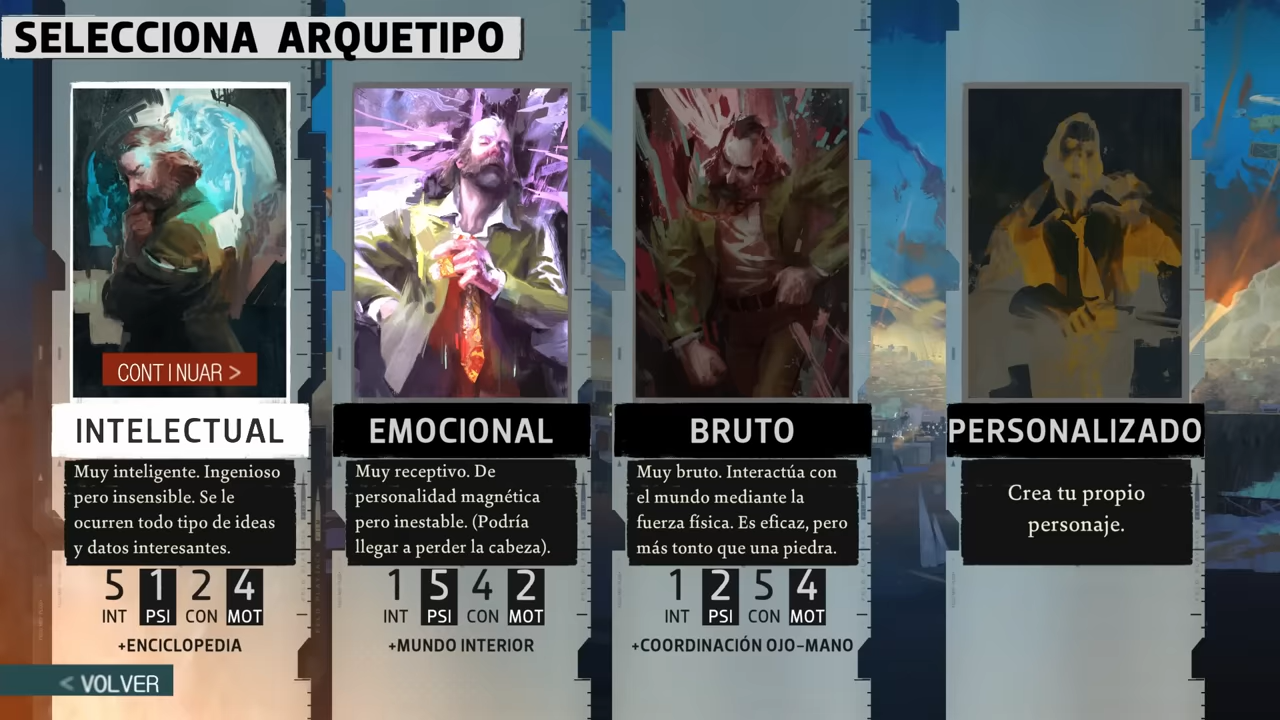 SELECCIONA ARQUETIPO
CONTINUAR >
INTELECTUAL
Muy inteligente. Ingenioso
pero insensible. Se le
ocurren todo tipo de ideas
y datos interesantes.
5 1 2 4
INT PSI CON MOT
+ENCICLOPEDIA
EMOCIONAL
Muy receptivo. De
personalidad magnética
pero inestable. (Podría
llegar a perder la cabeza).
1 5 4 2
INT PSI CON MOT
+MUNDO INTERIOR
BRUTO
Muy bruto. Interactúa con
el mundo mediante la
fuerza física. Es eficaz, pero
más tonto que una piedra.
1 2 5 4
INT PSI CON MOT
+COORDINACIÓN OJO-MANO
PERSONALIZADO
Crea tu propio
personaje.
< VOLVER